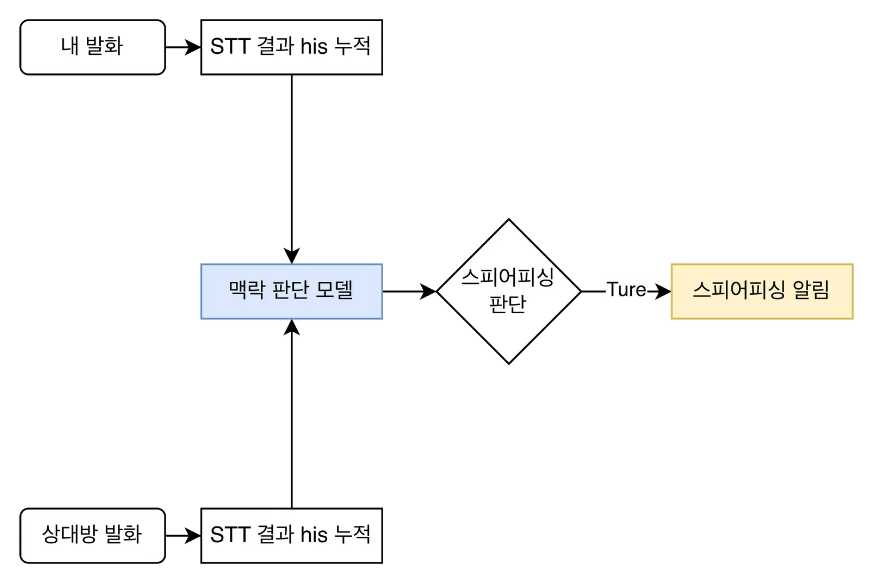 내 발화
STT 결과 his 누적
맥락 판단 모델
스피어피싱
판단
Ture
스피어피싱 알림
상대방 발화
STT 결과 his 누적